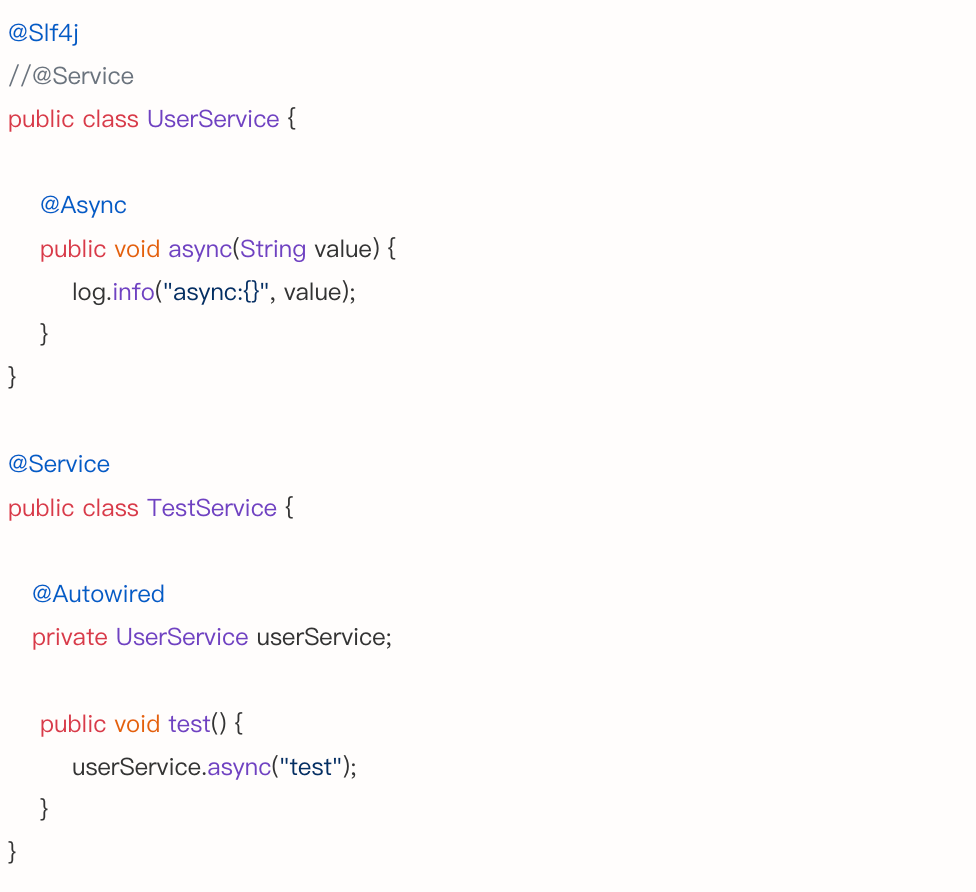 @Slf4j
//@Service
public class UserService {
@Async
public void async(String value) {
log.info("async:{}", value);
}
}
@Service
public class TestService {
@Autowired
private UserService userService;
public void test() {
userService.async("test");
}
}